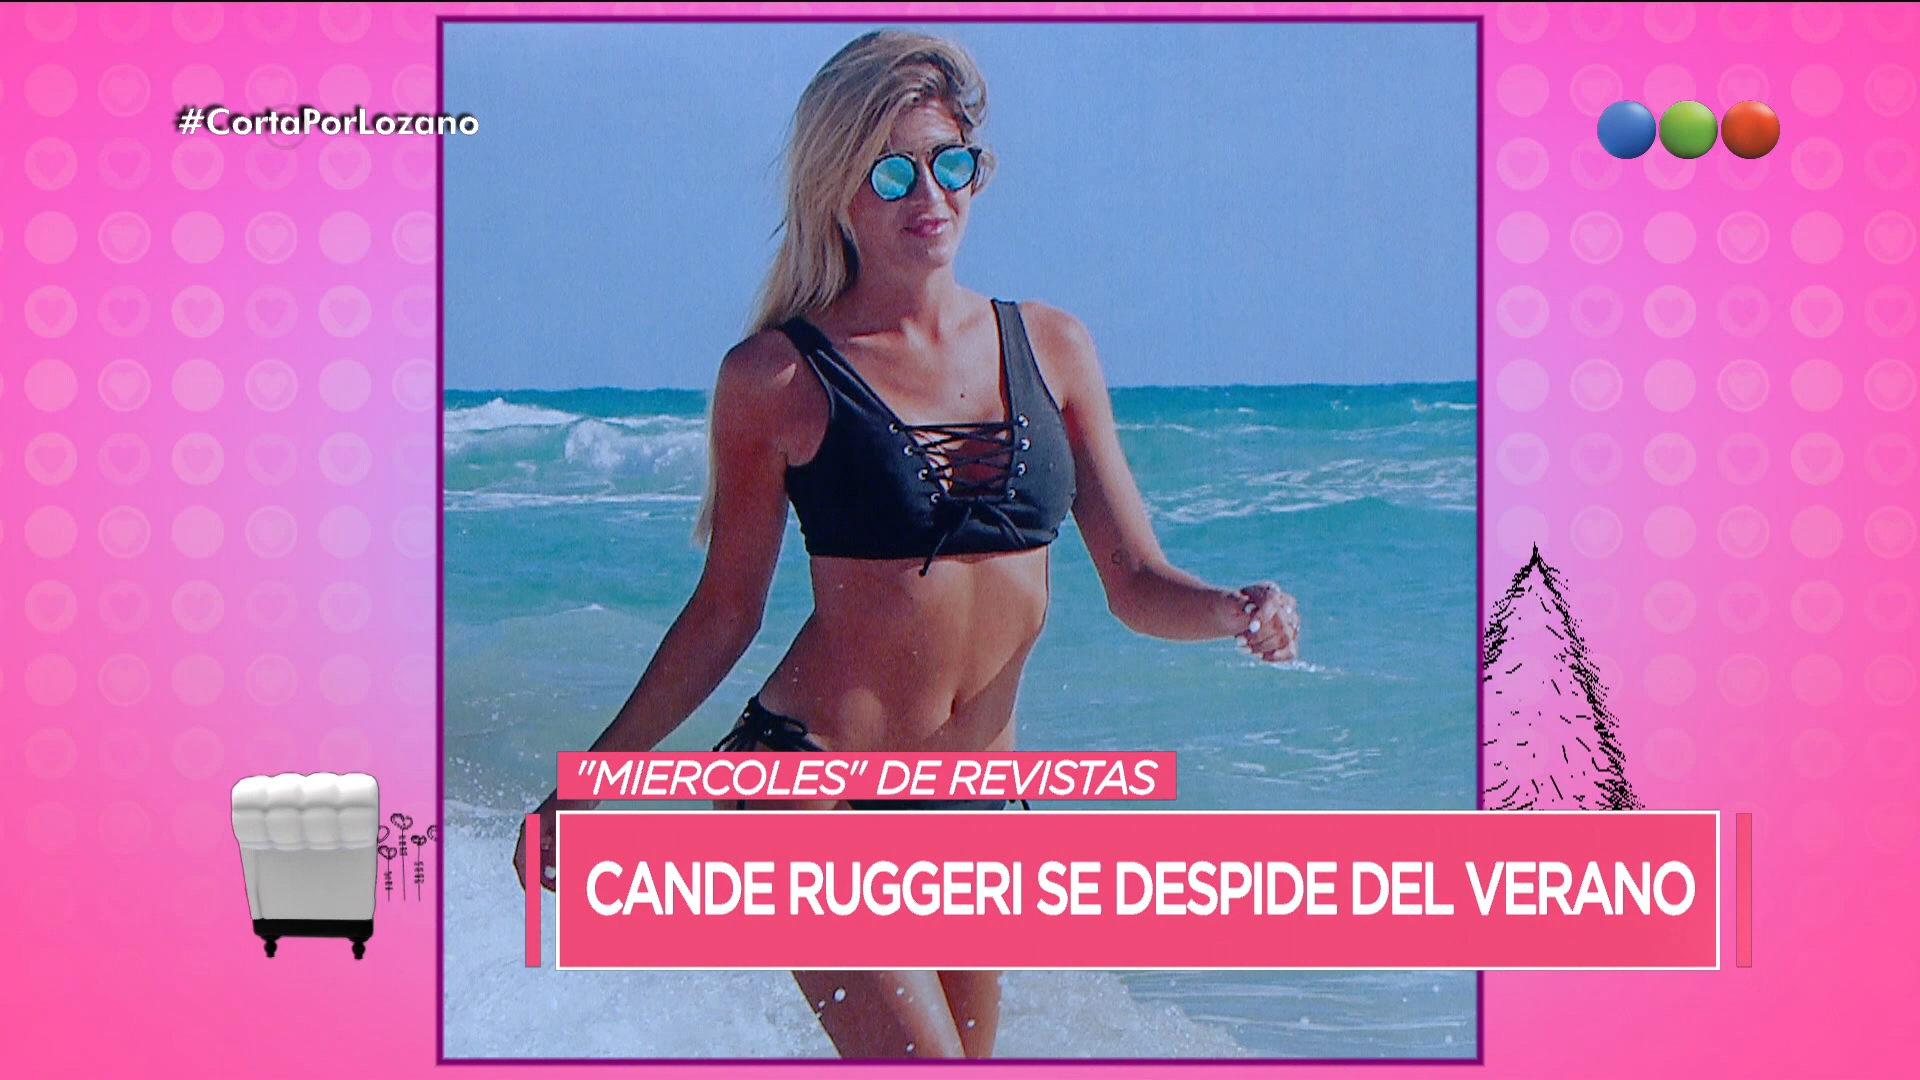 #CortaPorLozano
"MIERCOLES" DE REVISTAS
CANDE RUGGERI SE DESPIDE DEL VERANO